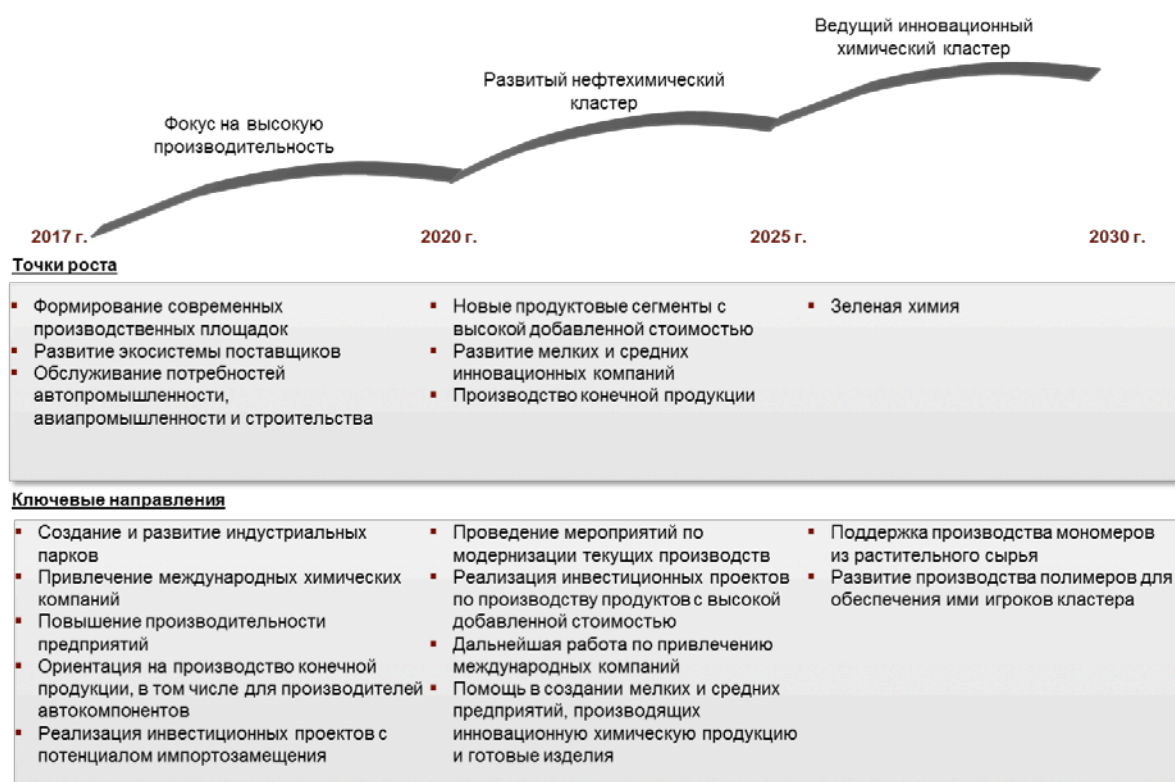 Ведущий инновационный
химический кластер
Развитый нефтехимический
кластер
Фокус на высокую
производительность
2017 г.
2020 г.
2025 г.
2030 г.
Точки роста
▪ Формирование современных
производственных площадок
▪ Развитие экосистемы поставщиков
▪ Обслуживание потребностей
автопромышленности,
авиапромышленности и строительства
▪ Новые продуктовые сегменты с
высокой добавленной стоимостью
▪ Развитие мелких и средних
инновационных компаний
▪ Производство конечной продукции
▪ Зеленая химия
Ключевые направления
▪ Создание и развитие индустриальных
парков
▪ Привлечение международных химических
компаний
▪ Повышение производительности
предприятий
▪ Ориентация на производство конечной
продукции, в том числе для производителей
автокомпонентов
▪ Реализация инвестиционных проектов с
потенциалом импортозамещения
▪ Проведение мероприятий по
модернизации текущих производств
▪ Реализация инвестиционных проектов
по производству продуктов с высокой
добавленной стоимостью
▪ Дальнейшая работа по привлечению
международных компаний
▪ Помощь в создании мелких и средних
предприятий, производящих
инновационную химическую продукцию
и готовые изделия
▪ Поддержка производства мономеров
из растительного сырья
▪ Развитие производства полимеров для
обеспечения ими игроков кластера